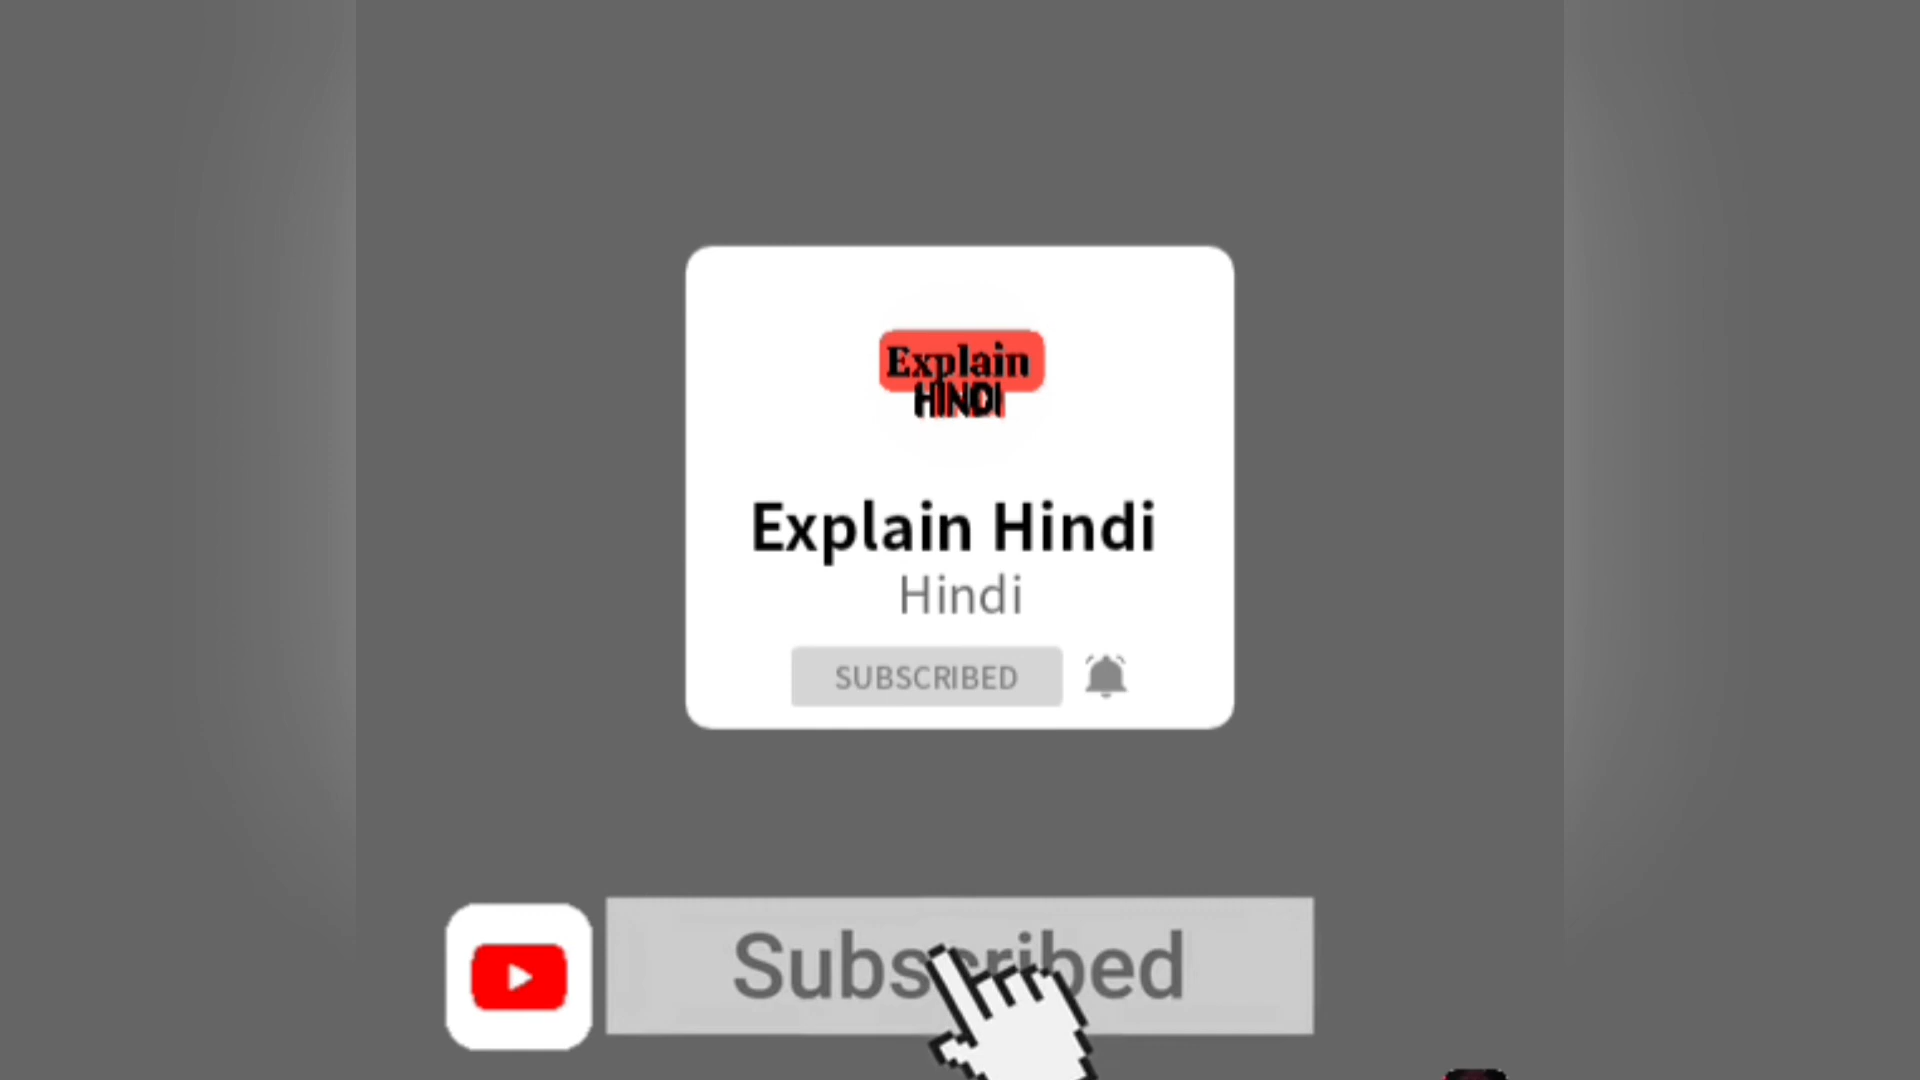 Explain
HINDI
Explain Hindi
Hindi
SUBSCRIBED
Subscribed